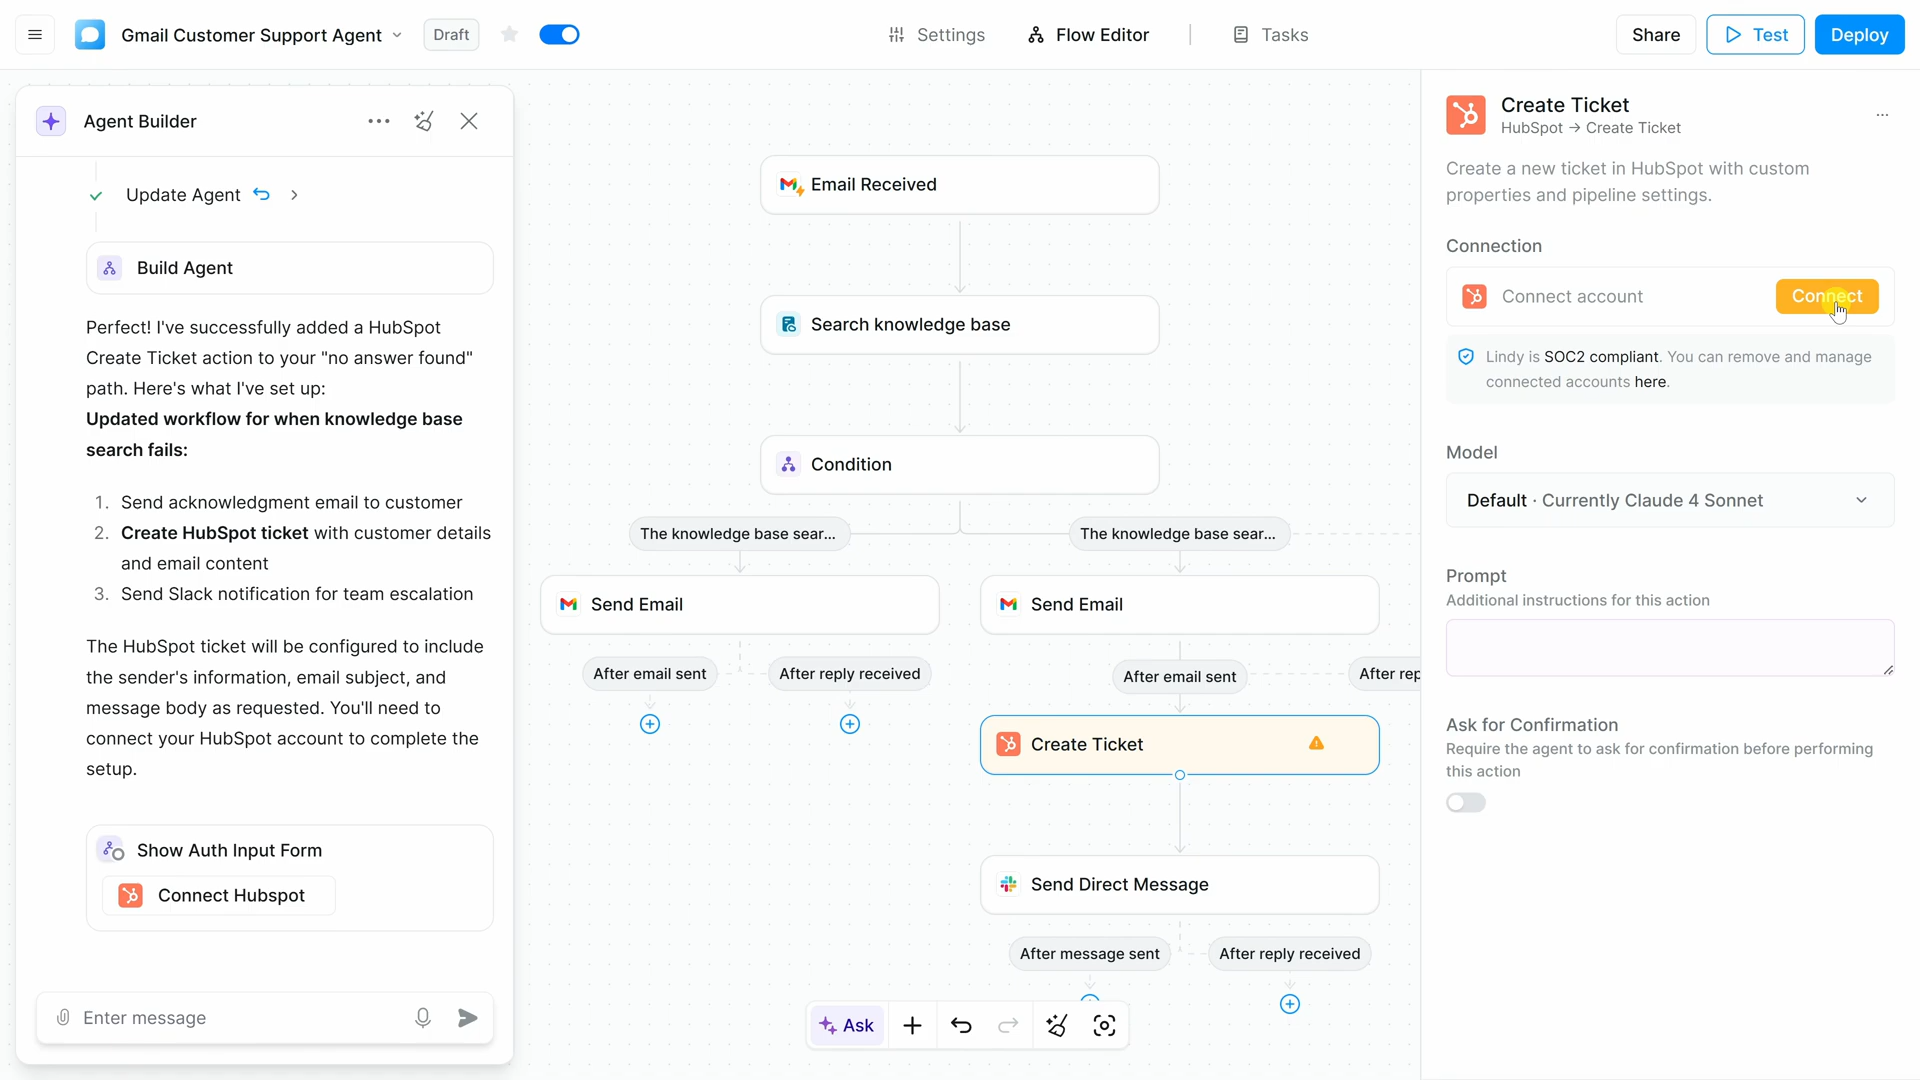 Gmail Customer Support Agent
Draft
Settings
Flow Editor
Tasks
Share
Test
Deploy
Agent Builder
Update Agent
Build Agent
Perfect! I've successfully added a HubSpot
Create Ticket action to your "no answer found"
path. Here's what I've set up:
Updated workflow for when knowledge base
search fails:
1. Send acknowledgment email to customer
2. Create HubSpot ticket with customer details
and email content
3. Send Slack notification for team escalation
The HubSpot ticket will be configured to include
the sender's information, email subject, and
message body as requested. You'll need to
connect your HubSpot account to complete the
setup.
Show Auth Input Form
Connect Hubspot
Enter message
Email Received
Search knowledge base
Condition
The knowledge base sear...
The knowledge base sear...
Send Email
Send Email
After email sent
After reply received
After email sent
After rep
Create Ticket
Send Direct Message
After message sent
After reply received
Ask
Create Ticket
HubSpot → Create Ticket
Create a new ticket in HubSpot with custom
properties and pipeline settings.
Connection
Connect account
Connect
Lindy is SOC2 compliant. You can remove and manage
connected accounts here.
Model
Default · Currently Claude 4 Sonnet
Prompt
Additional instructions for this action
Ask for Confirmation
Require the agent to ask for confirmation before performing
this action